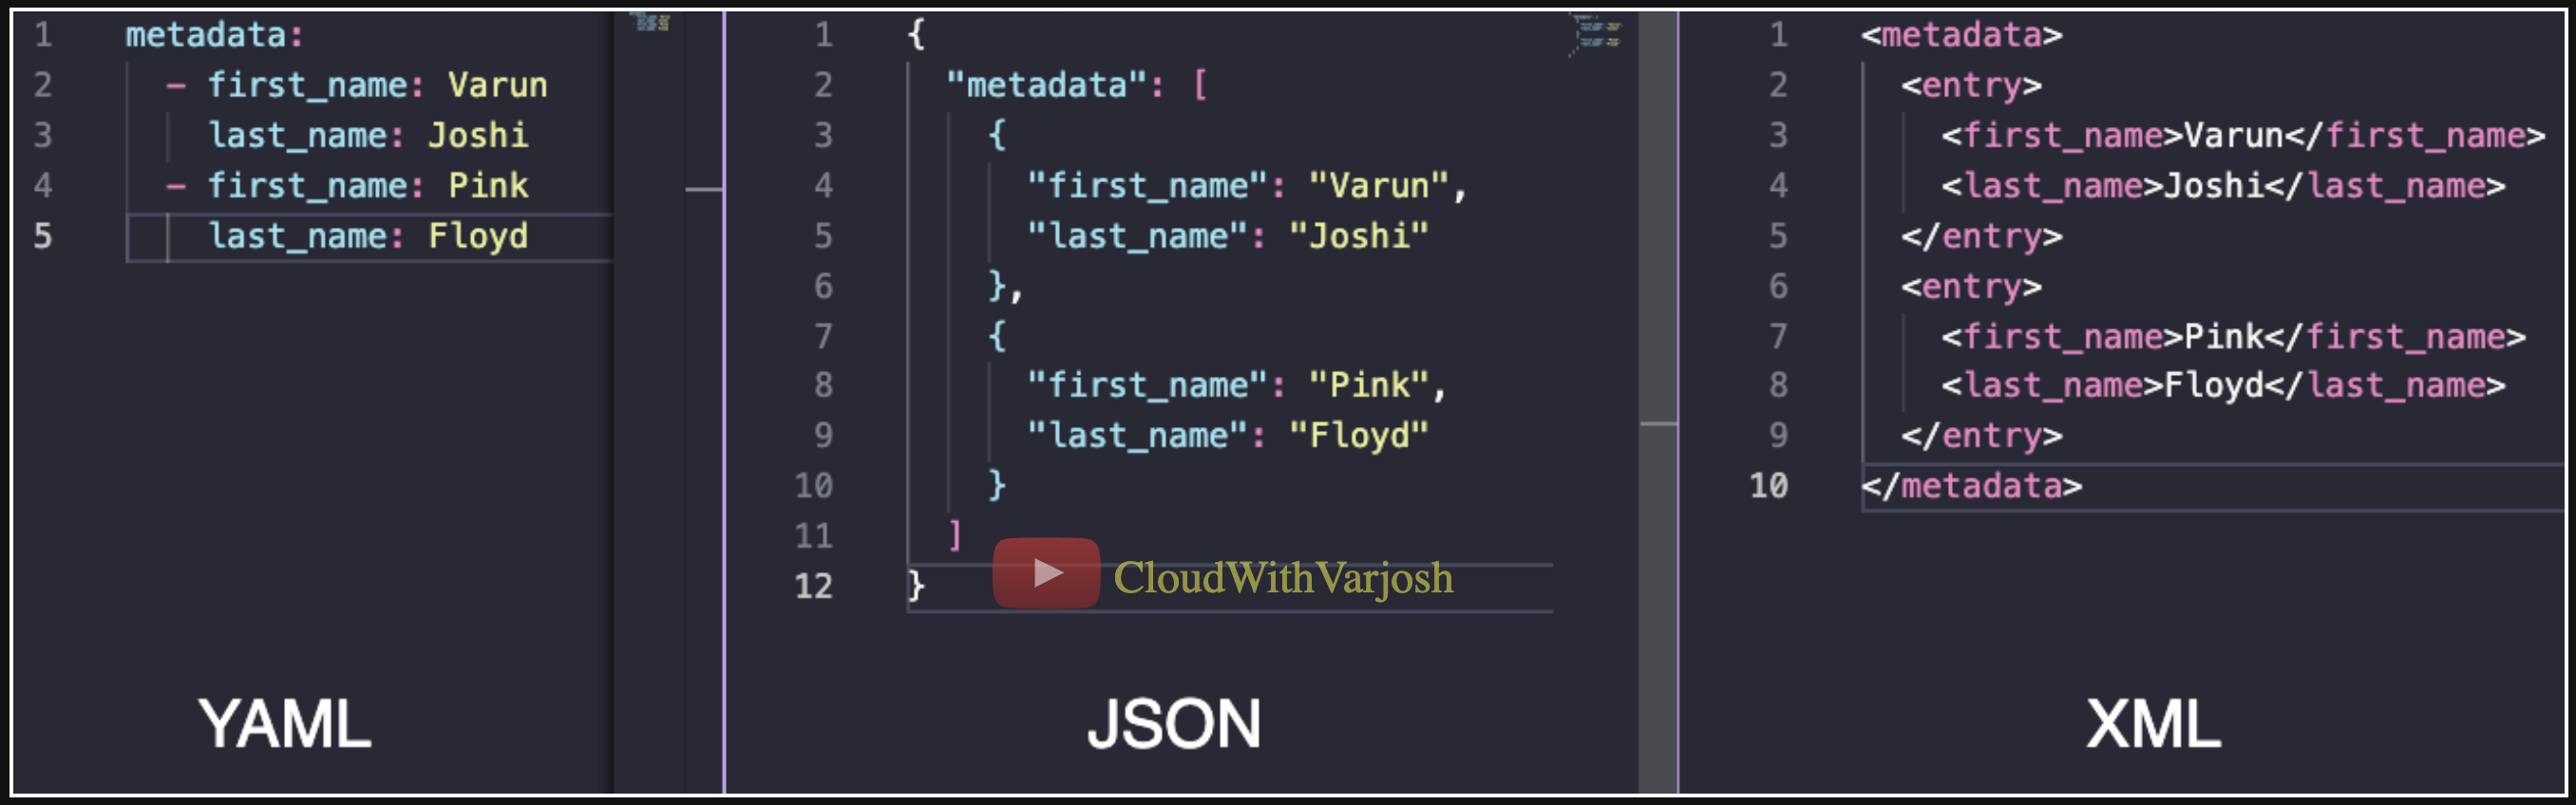 1 metadata:
2   - first_name: Varun
3     last_name: Joshi
4   - first_name: Pink
5     last_name: Floyd
YAML
1 {
2   "metadata": [
3     {
4       "first_name": "Varun",
5       "last_name": "Joshi"
6     },
7     {
8       "first_name": "Pink",
9       "last_name": "Floyd"
10     }
11   ]
12 }
CloudWithVarjosh
JSON
1 <metadata>
2   <entry>
3     <first_name>Varun</first_name>
4     <last_name>Joshi</last_name>
5   </entry>
6   <entry>
7     <first_name>Pink</first_name>
8     <last_name>Floyd</last_name>
9   </entry>
10 </metadata>
XML